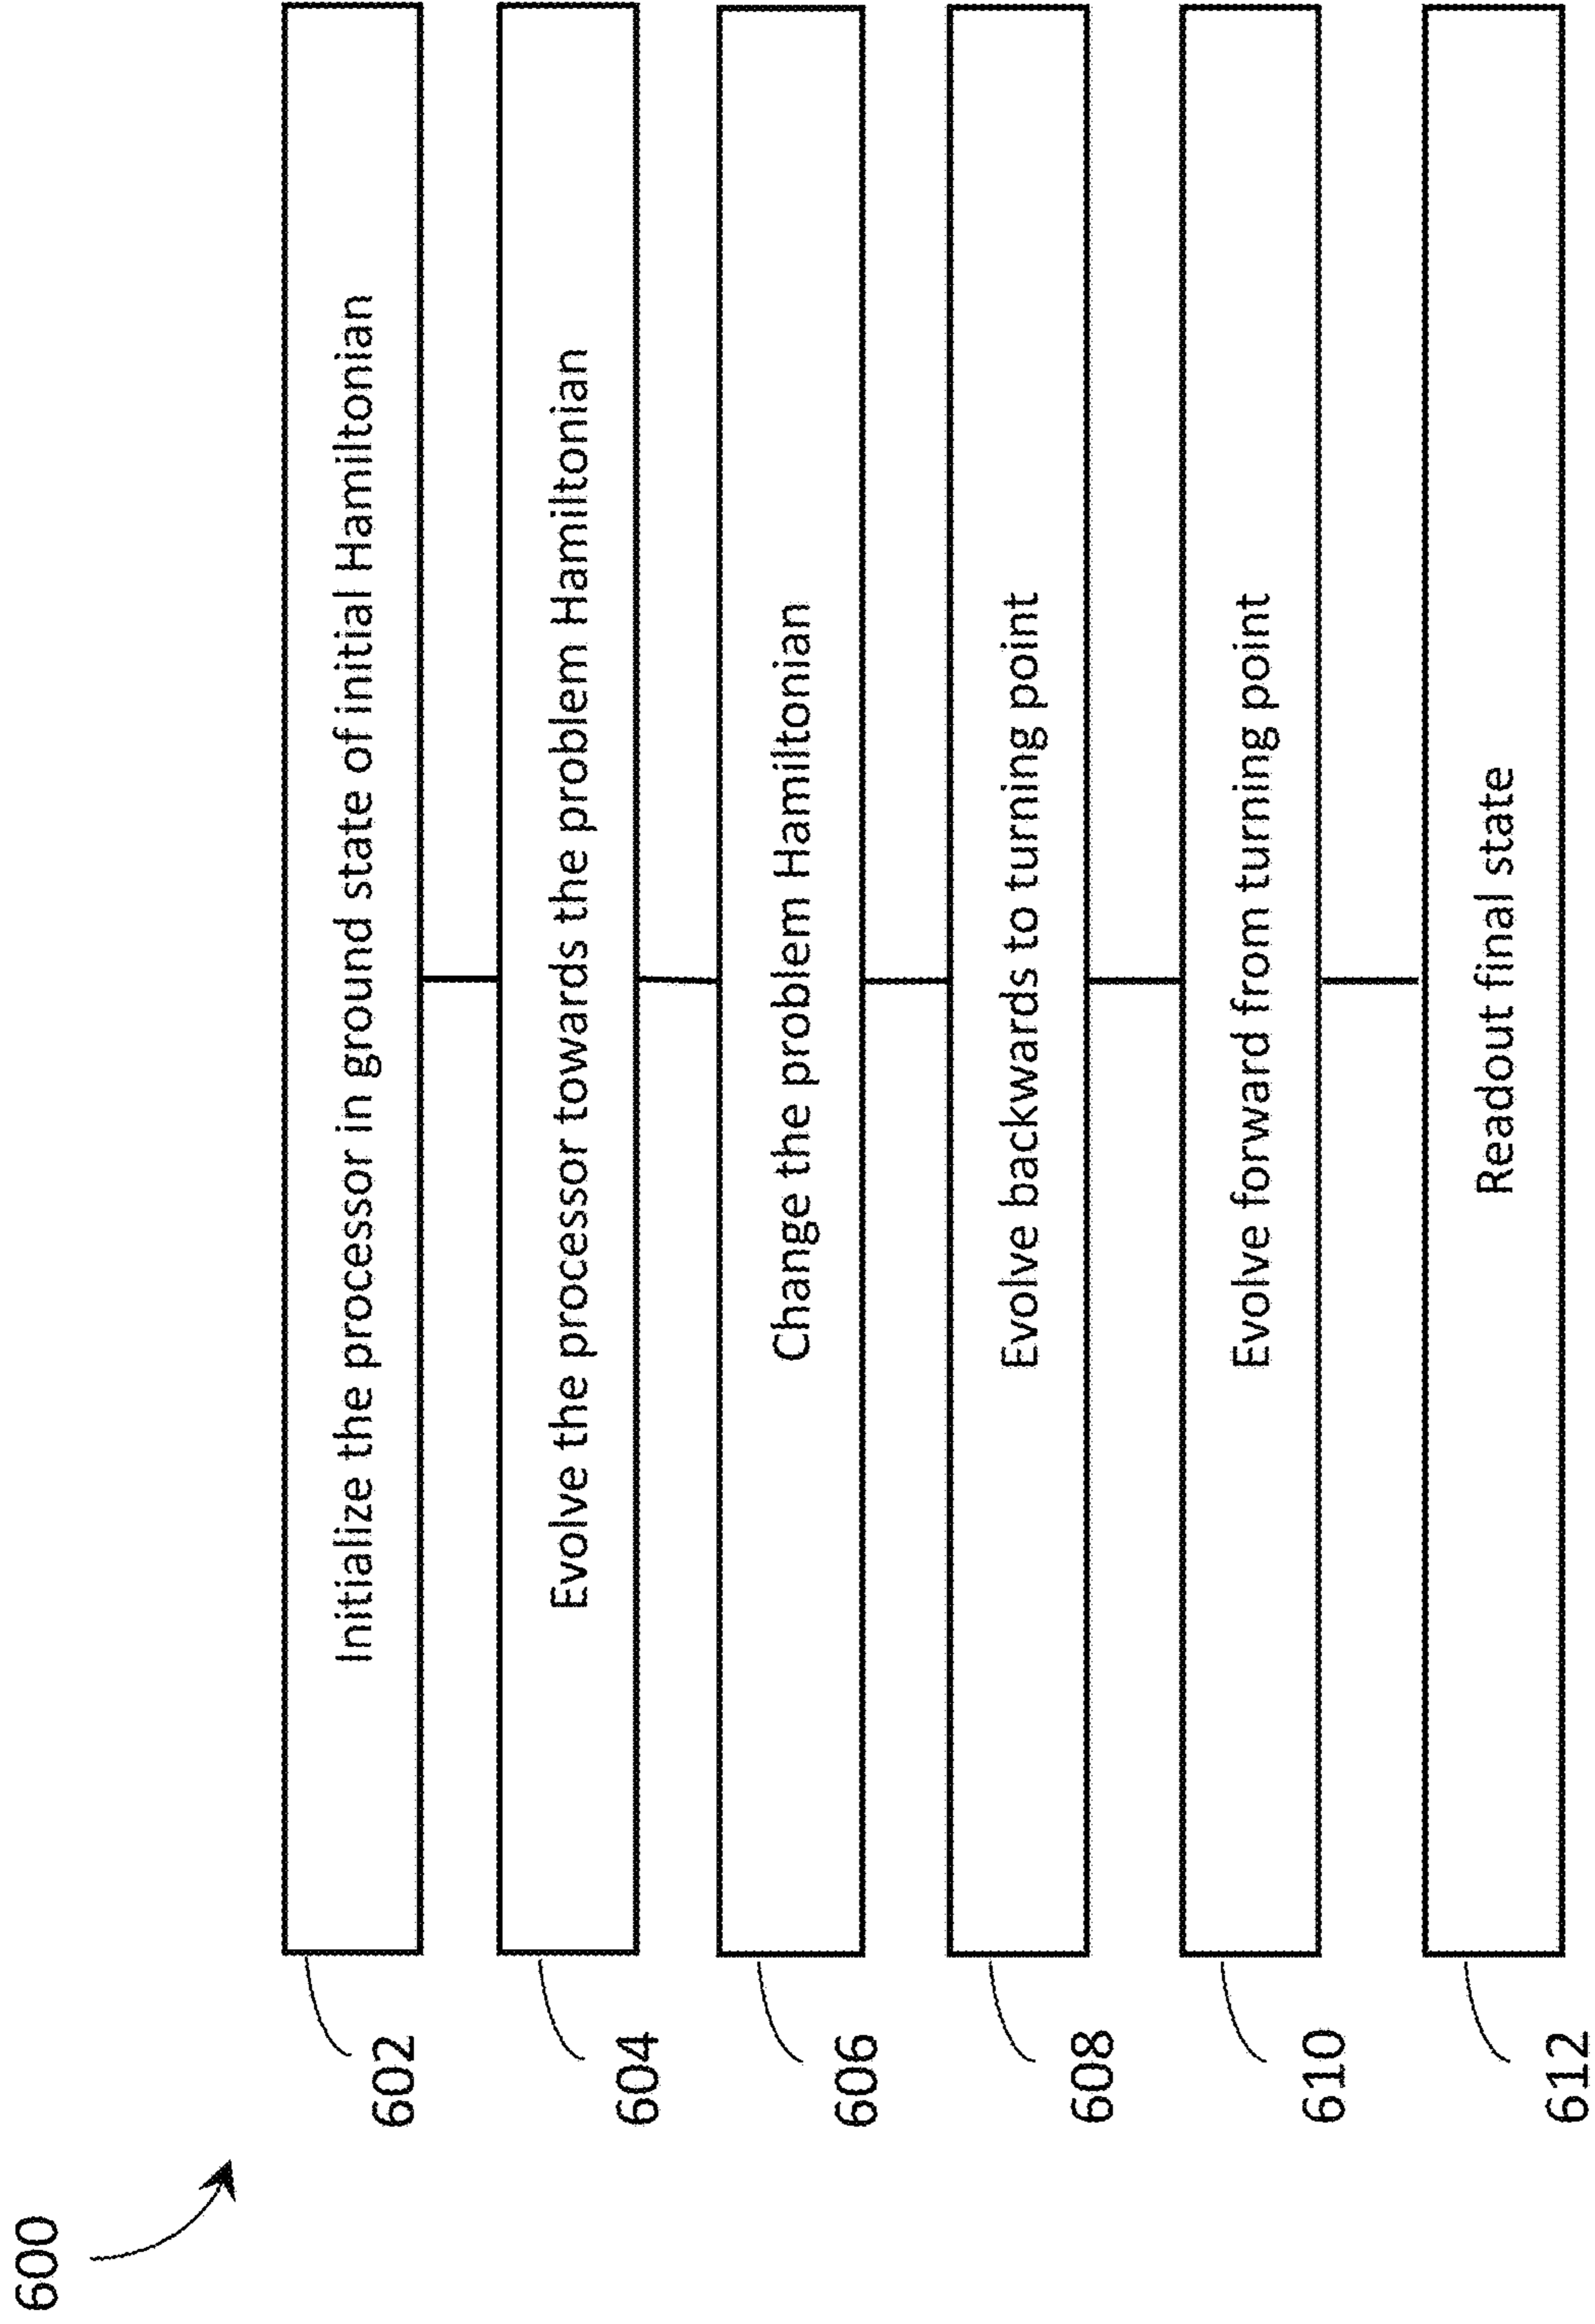 600
602
Initialize the processor in ground state of initial Hamiltonian
604
Evolve the processor towards the problem Hamiltonian
606
Change the problem Hamiltonian
608
Evolve backwards to turning point
610
Evolve forward from turning point
612
Readout final state